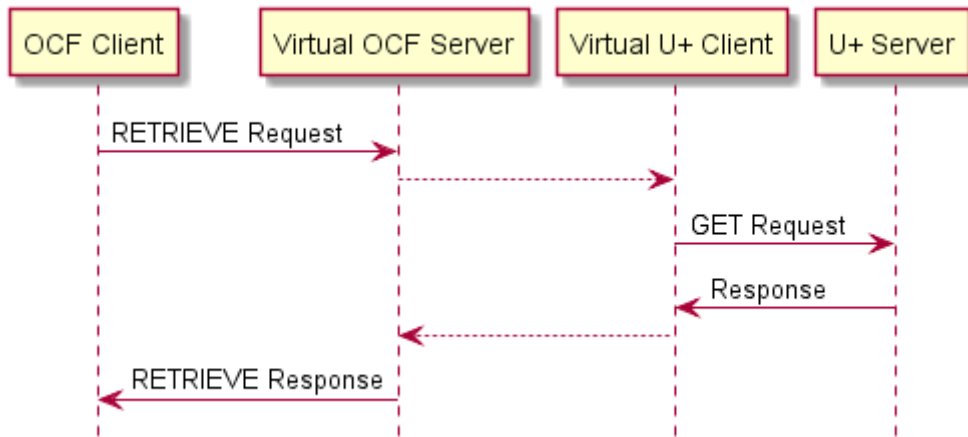 OCF Client
Virtual OCF Server
Virtual U+ Client
U+ Server
RETRIEVE Request
GET Request
Response
RETRIEVE Response